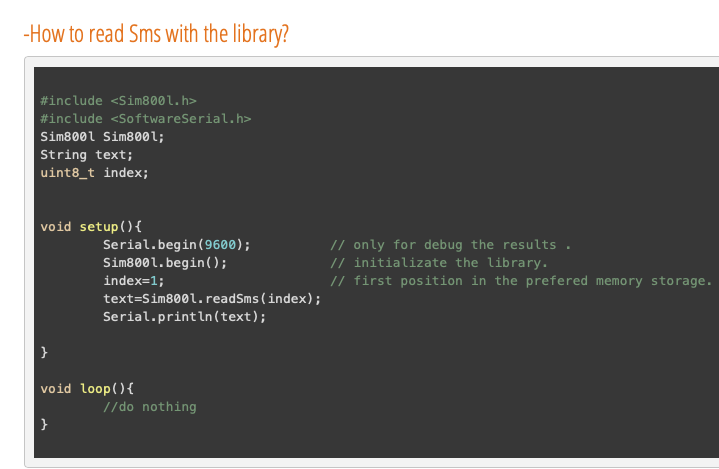 -How to read Sms with the library?
#include <Sim800l.h>
#include <SoftwareSerial.h>
Sim800l Sim800l;
String text;
uint8_t index;
void setup(){
Serial.begin(9600); // only for debug the results .
Sim800l.begin(); // initializate the library.
index=1; // first position in the prefered memory storage.
text=Sim800l.readSms(index);
Serial.println(text);
}
void loop(){
//do nothing
}